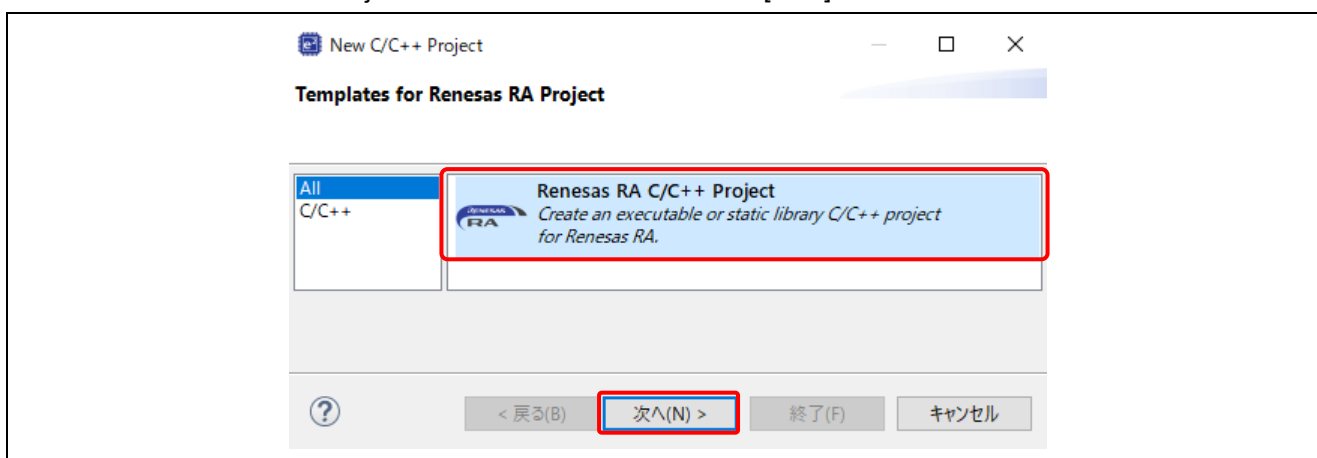 New C/C++ Project
Templates for Renesas RA Project
All
C/C++
Renesas RA C/C++ Project
Create an executable or static library C/C++ project
for Renesas RA.
RENESAS
RA
?
< 戻る(B)
次へ(N) >
終了(F)
キャンセル